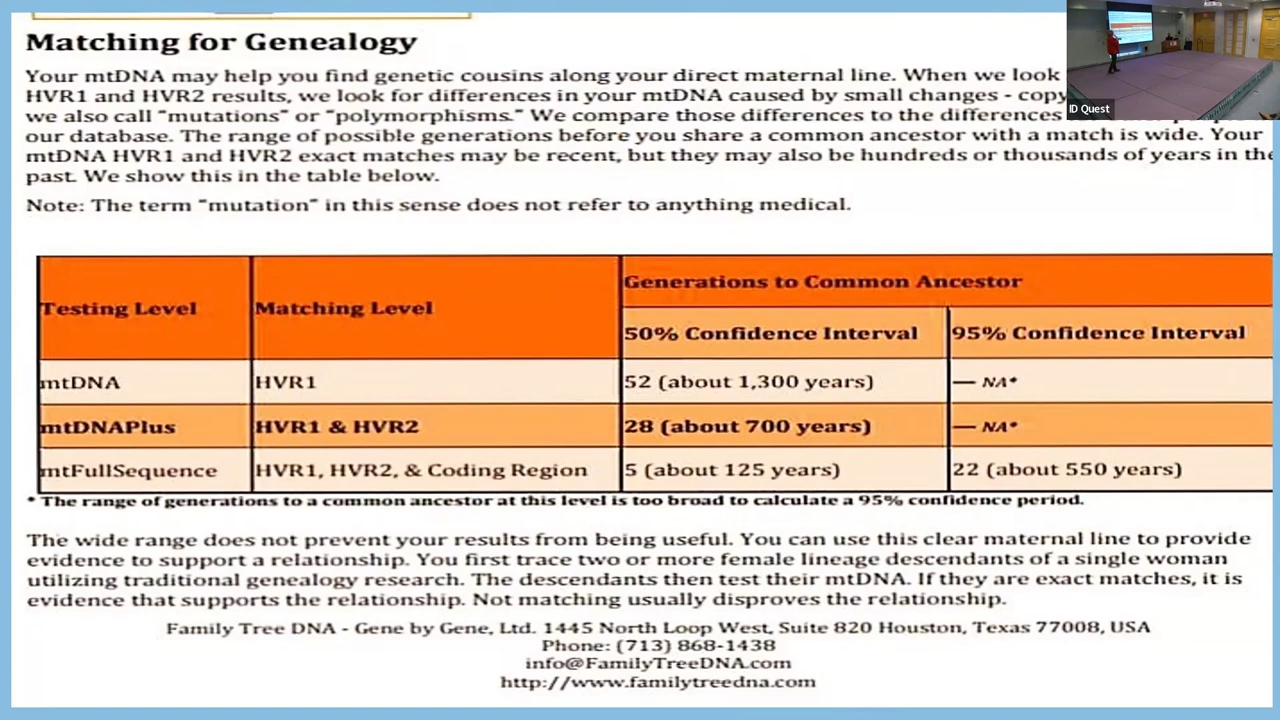 Matching for Genealogy
Your mtDNA may help you find genetic cousins along your direct maternal line. When we look
HVR1 and HVR2 results, we look for differences in your mtDNA caused by small changes - copy
we also call "mutations" or "polymorphisms." We compare those differences to the differences
our database. The range of possible generations before you share a common ancestor with a match is wide. Your
mtDNA HVR1 and HVR2 exact matches may be recent, but they may also be hundreds or thousands of years in the
past. We show this in the table below.
Note: The term "mutation" in this sense does not refer to anything medical.
ID Quest
Testing Level Matching Level Generations to Common Ancestor
50% Confidence Interval 95% Confidence Interval
mtDNA HVR1 52 (about 1,300 years) — NA*
mtDNAPlus HVR1 & HVR2 28 (about 700 years) — NA*
mtFullSequence HVR1, HVR2, & Coding Region 5 (about 125 years) 22 (about 550 years)
* The range of generations to a common ancestor at this level is too broad to calculate a 95% confidence period.
The wide range does not prevent your results from being useful. You can use this clear maternal line to provide
evidence to support a relationship. You first trace two or more female lineage descendants of a single woman
utilizing traditional genealogy research. The descendants then test their mtDNA. If they are exact matches, it is
evidence that supports the relationship. Not matching usually disproves the relationship.
Family Tree DNA - Gene by Gene, Ltd. 1445 North Loop West, Suite 820 Houston, Texas 77008, USA
Phone: (713) 868-1438
info@FamilyTreeDNA.com
http://www.familytreedna.com